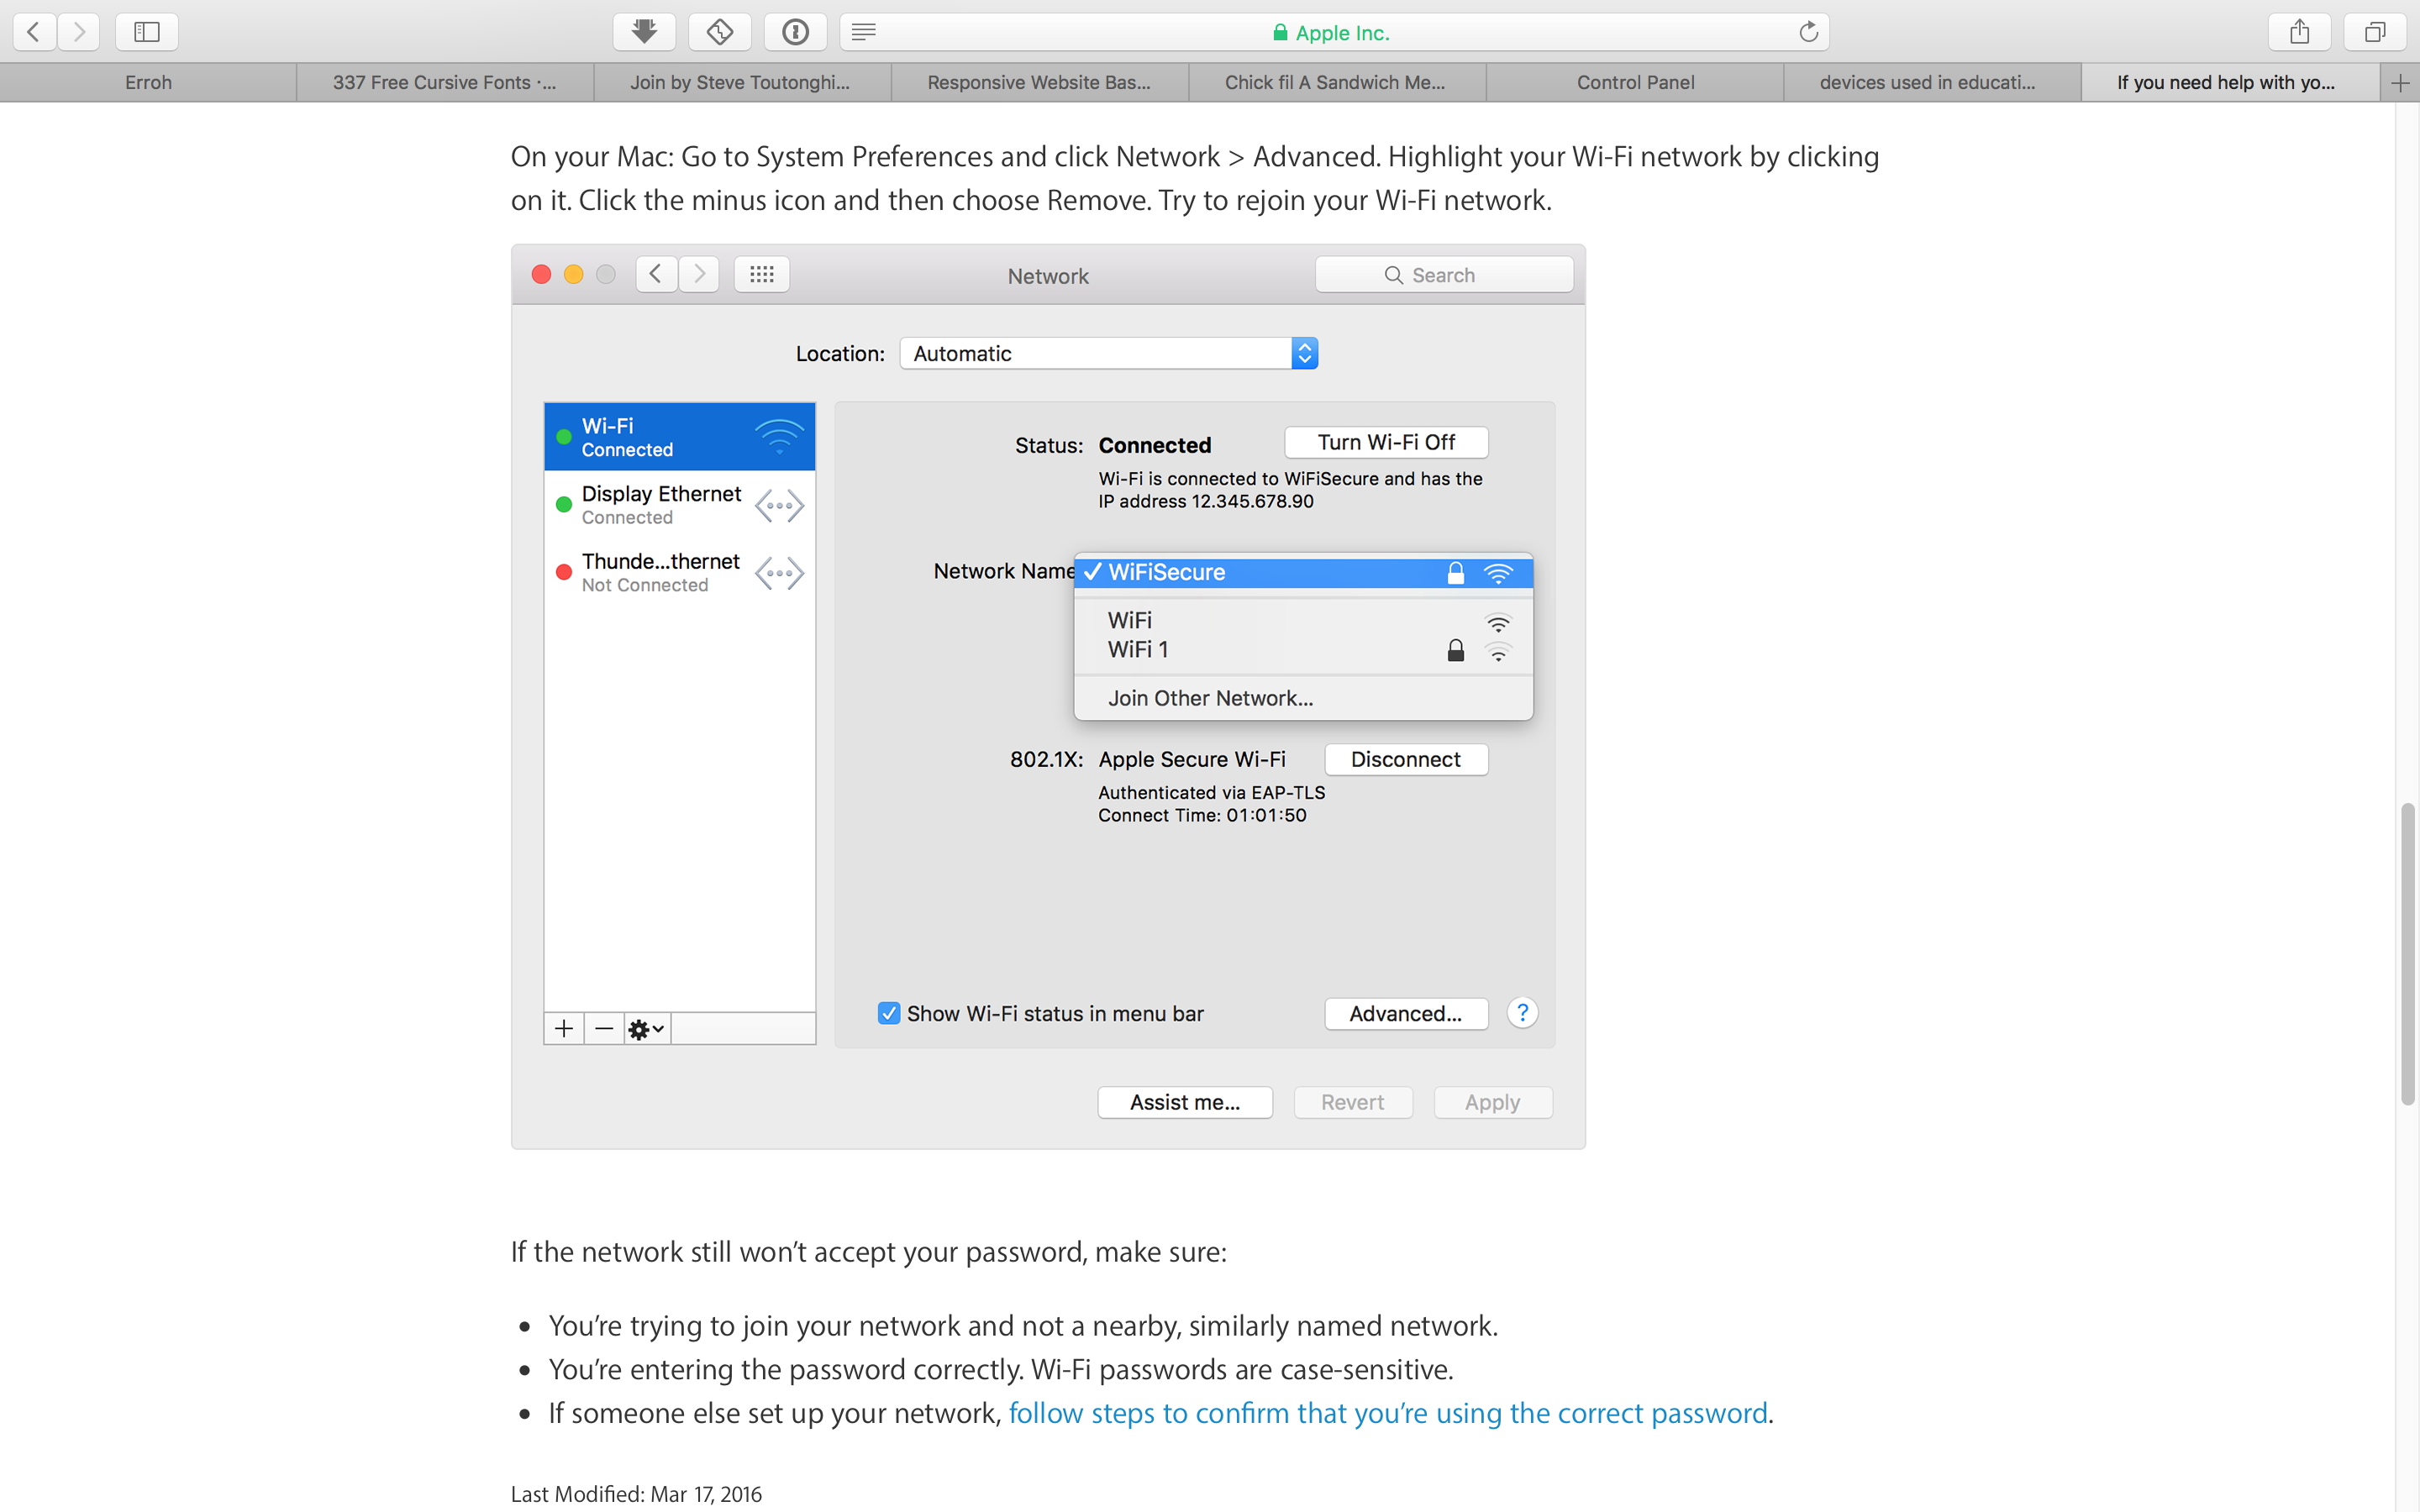 Apple Inc.
Erroh
337 Free Cursive Fonts ·...
Join by Steve Toutonghi...
Responsive Website Bas...
Chick fil A Sandwich Me...
Control Panel
devices used in educati...
If you need help with yo...
On your Mac: Go to System Preferences and click Network > Advanced. Highlight your Wi-Fi network by clicking
on it. Click the minus icon and then choose Remove. Try to rejoin your Wi-Fi network.
Network
Search
Location: Automatic
Wi-Fi
Connected
Display Ethernet
Connected
Thunde...thernet
Not Connected
Status: Connected
Turn Wi-Fi Off
Wi-Fi is connected to WiFiSecure and has the
IP address 12.345.678.90
Network Name
✓ WiFiSecure
WiFi
WiFi 1
Join Other Network...
802.1X: Apple Secure Wi-Fi
Disconnect
Authenticated via EAP-TLS
Connect Time: 01:01:50
Show Wi-Fi status in menu bar
Advanced...
?
Assist me...
Revert
Apply
If the network still won’t accept your password, make sure:
• You’re trying to join your network and not a nearby, similarly named network.
• You’re entering the password correctly. Wi-Fi passwords are case-sensitive.
• If someone else set up your network, follow steps to confirm that you’re using the correct password.
Last Modified: Mar 17, 2016